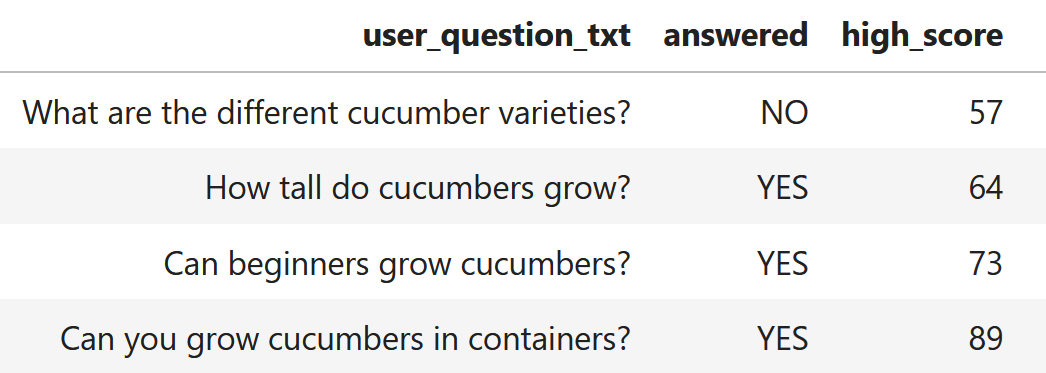 user_question_txt answered high_score
What are the different cucumber varieties? NO 57
How tall do cucumbers grow? YES 64
Can beginners grow cucumbers? YES 73
Can you grow cucumbers in containers? YES 89